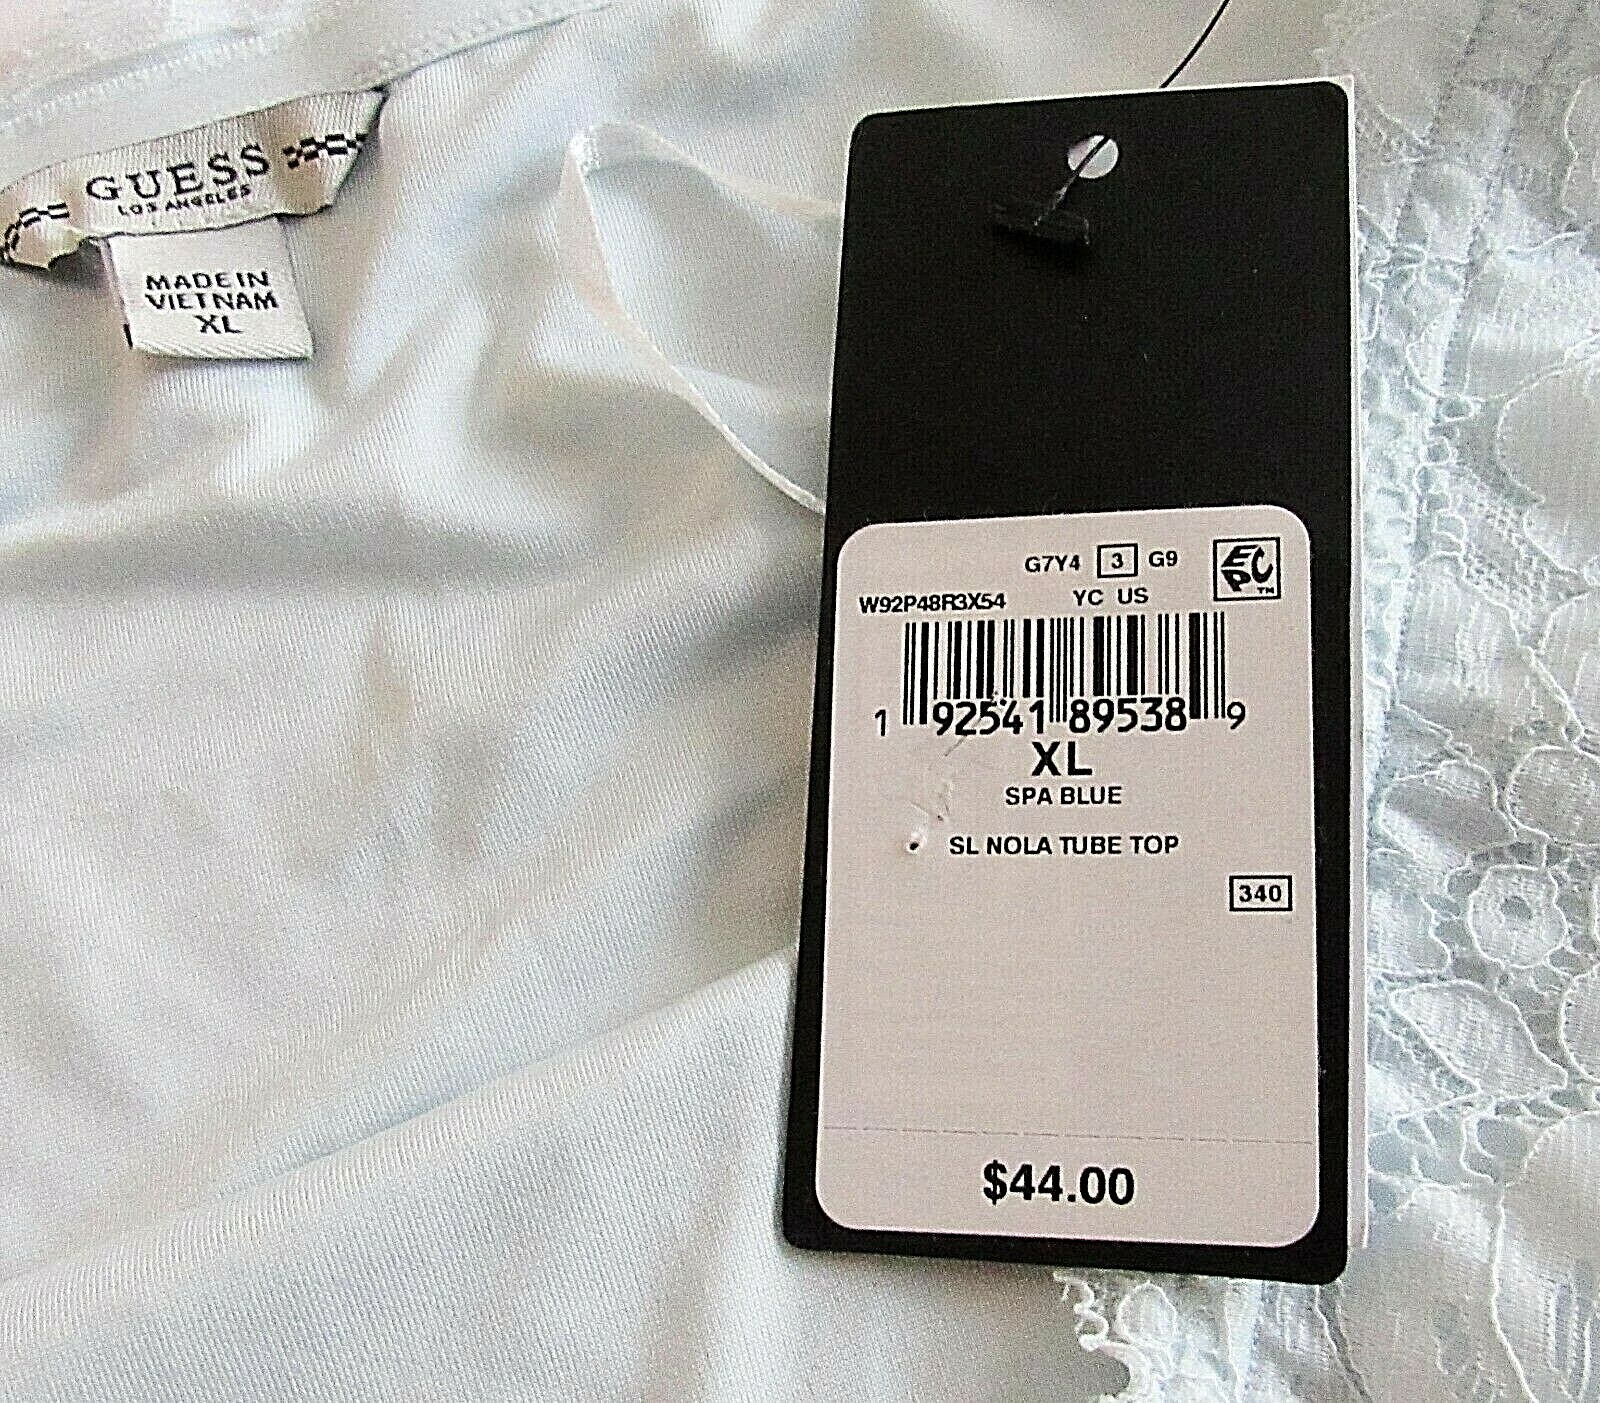 GUESS
LOS ANGELES
MADE IN
VIETNAM
XL
G7Y4 3 G9
W92P48R3X54 YC US
EPC™
1 92541 89538 9
XL
SPA BLUE
SL NOLA TUBE TOP
340
$44.00